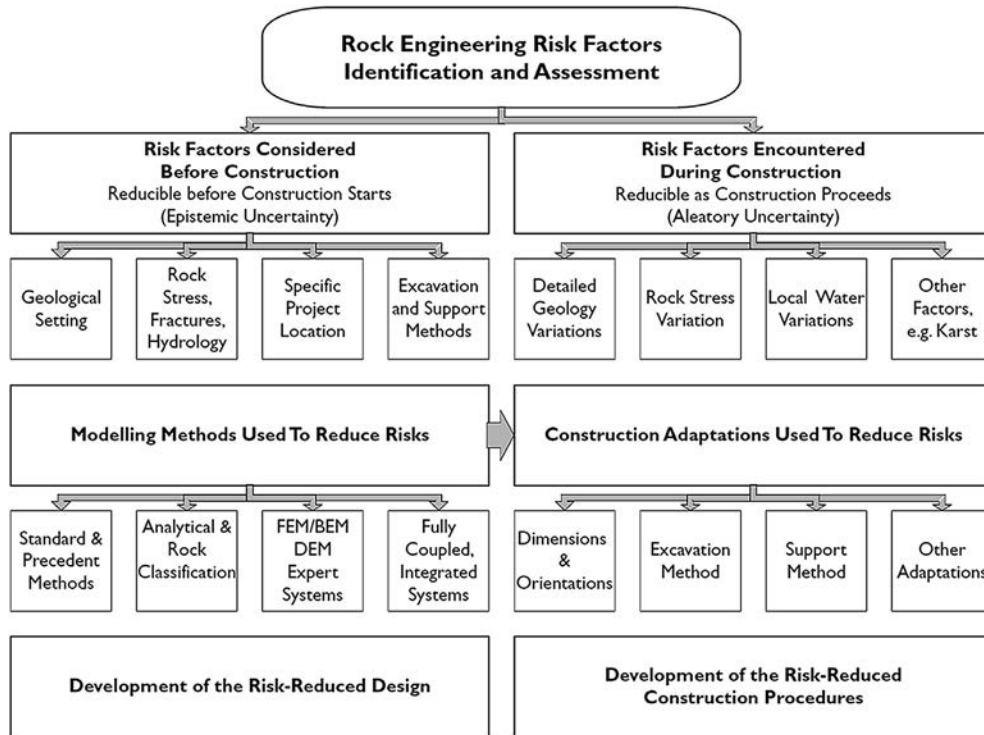 Rock Engineering Risk Factors
Identification and Assessment
Risk Factors Considered
Before Construction
Reducible before Construction Starts
(Epistemic Uncertainty)
Risk Factors Encountered
During Construction
Reducible as Construction Proceeds
(Aleatory Uncertainty)
Geological
Setting
Rock
Stress,
Fractures,
Hydrology
Specific
Project
Location
Excavation
and Support
Methods
Detailed
Geology
Variations
Rock Stress
Variation
Local Water
Variations
Other
Factors,
e.g. Karst
Modelling Methods Used To Reduce Risks
Construction Adaptations Used To Reduce Risks
Standard &
Precedent
Methods
Analytical &
Rock
Classification
FEM/BEM
DEM
Expert
Systems
Fully
Coupled,
Integrated
Systems
Dimensions
&
Orientations
Excavation
Method
Support
Method
Other
Adaptations
Development of the Risk-Reduced Design
Development of the Risk-Reduced
Construction Procedures